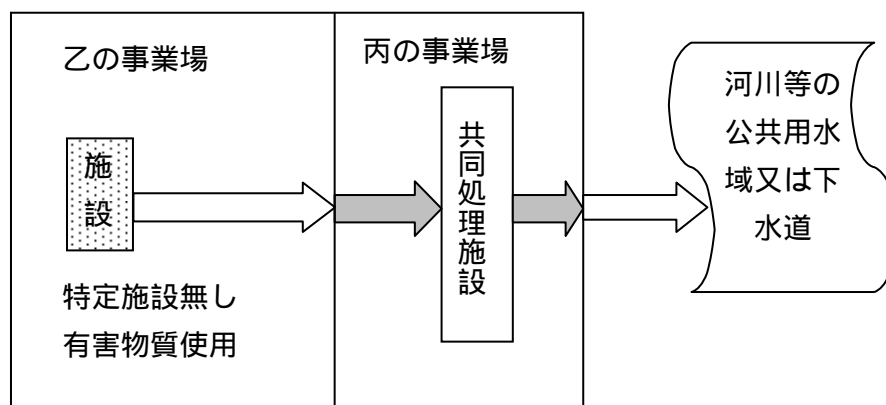 乙の事業場
丙の事業場
施
設
特定施設無し
有害物質使用
共同処理施設
河川等の
公共用水
域又は下
水道